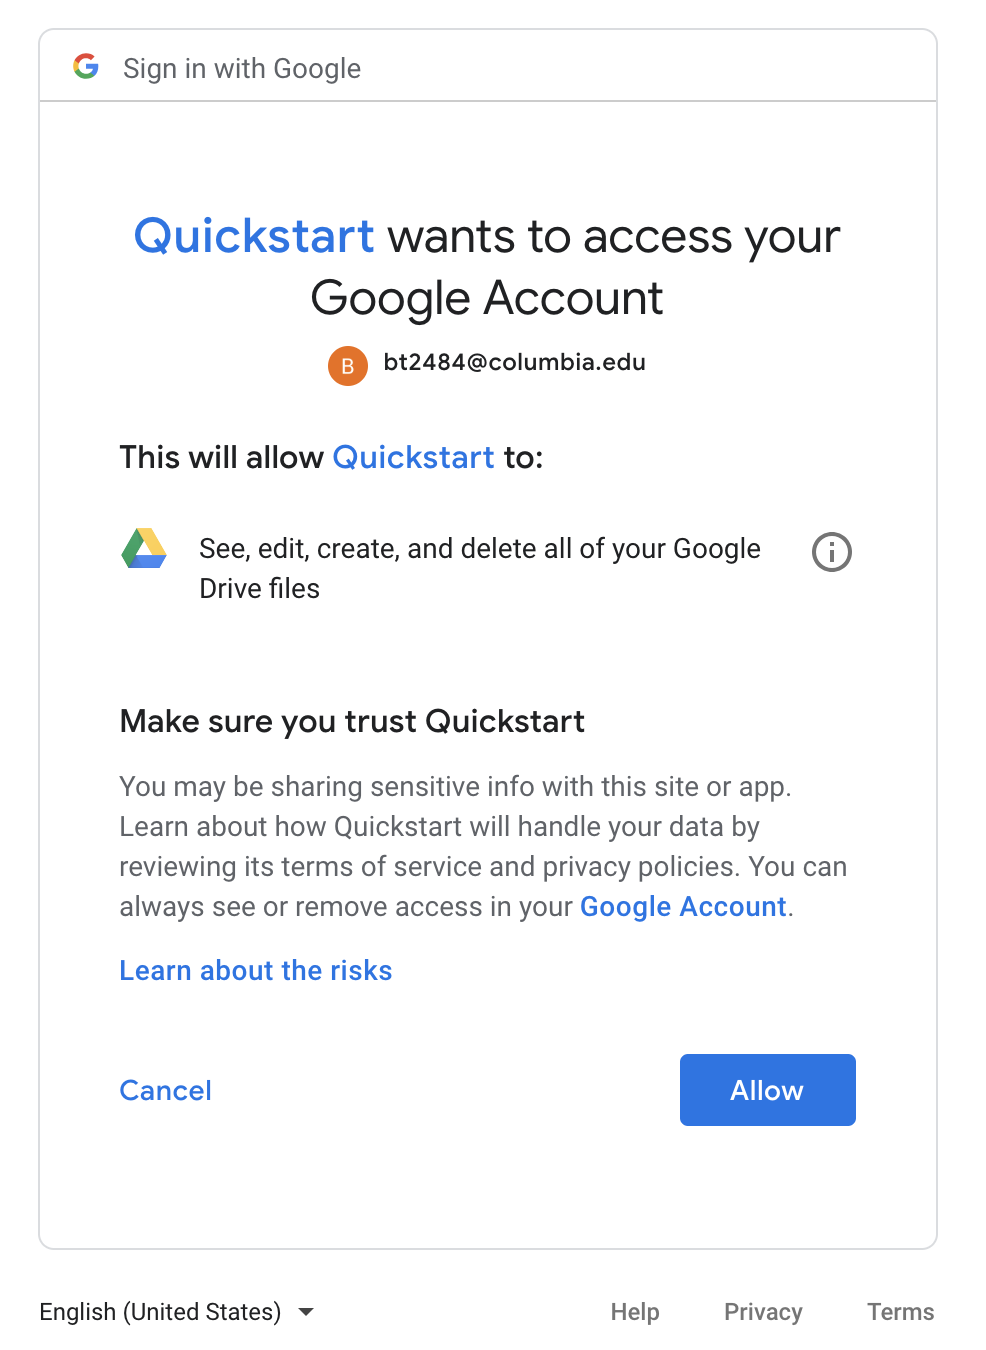 Sign in with Google
Quickstart wants to access your
Google Account
B
bt2484@columbia.edu
This will allow Quickstart to:
See, edit, create, and delete all of your Google
Drive files
Make sure you trust Quickstart
You may be sharing sensitive info with this site or app.
Learn about how Quickstart will handle your data by
reviewing its terms of service and privacy policies. You can
always see or remove access in your Google Account.
Learn about the risks
Cancel
Allow
English (United States)
Help
Privacy
Terms